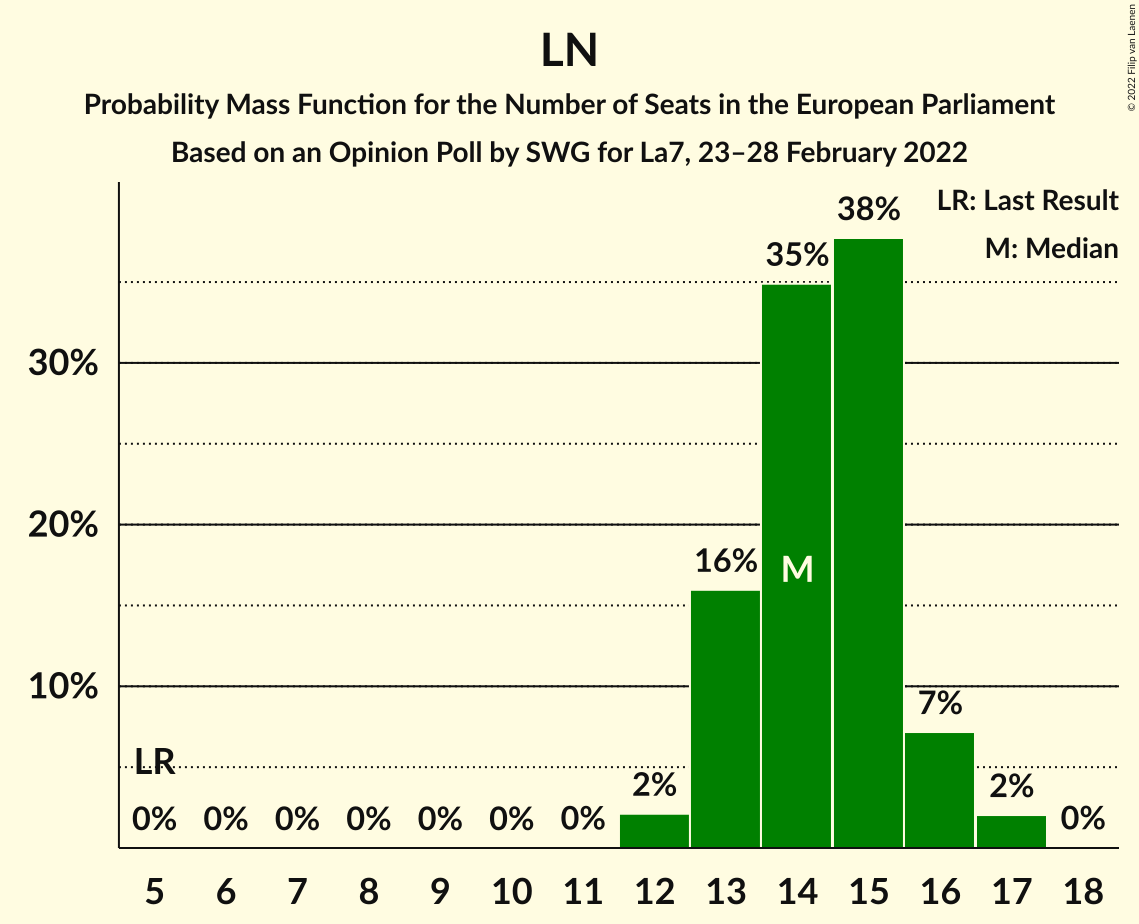 LN
Probability Mass Function for the Number of Seats in the European Parliament
Based on an Opinion Poll by SWG for La7, 23–28 February 2022
© 2022 Filip van Laenen
LR: Last Result
M: Median
38%
35%
30%
20%
16%
M
10%
7%
LR
2%
2%
0% 0% 0% 0% 0% 0% 0% 0%
5 6 7 8 9 10 11 12 13 14 15 16 17 18